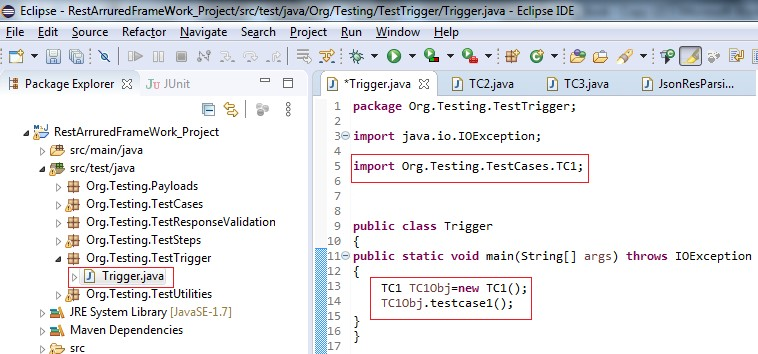 Eclipse - RestArruredFrameWork_Project/src/test/java/Org/Testing/TestTrigger/Trigger.java - Eclipse IDE
File Edit Source Refactor Navigate Search Project Run Window Help
Package Explorer JUnit
RestArruredFrameWork_Project
src/main/java
src/test/java
Org.Testing.Payloads
Org.Testing.TestCases
Org.Testing.TestResponseValidation
Org.Testing.TestSteps
Org.Testing.TestTrigger
Trigger.java
Org.Testing.TestUtilities
JRE System Library [JavaSE-1.7]
Maven Dependencies
src
*Trigger.java TC2.java TC3.java JsonResParsi...
1 package Org.Testing.TestTrigger;
2
3 import java.io.IOException;
4
5 import Org.Testing.TestCases.TC1;
6
7
8
9 public class Trigger
10 {
11 public static void main(String[] args) throws IOException
12 {
13 TC1 TC1Obj=new TC1();
14 TC1Obj.testcase1();
15 }
16 }
17